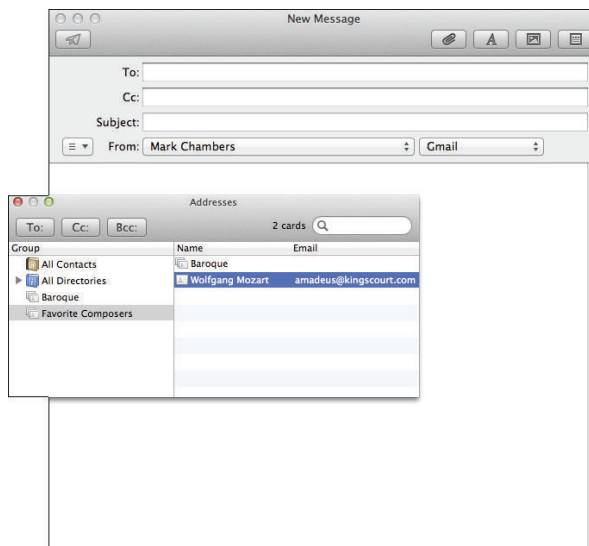 New Message
A
To:
Cc:
Subject:
From: Mark Chambers Gmail
Addresses
To: Cc: Bcc: 2 cards
Group Name Email
All Contacts Baroque
All Directories Wolfgang Mozart amadeus@kingscourt.com
Baroque
Favorite Composers